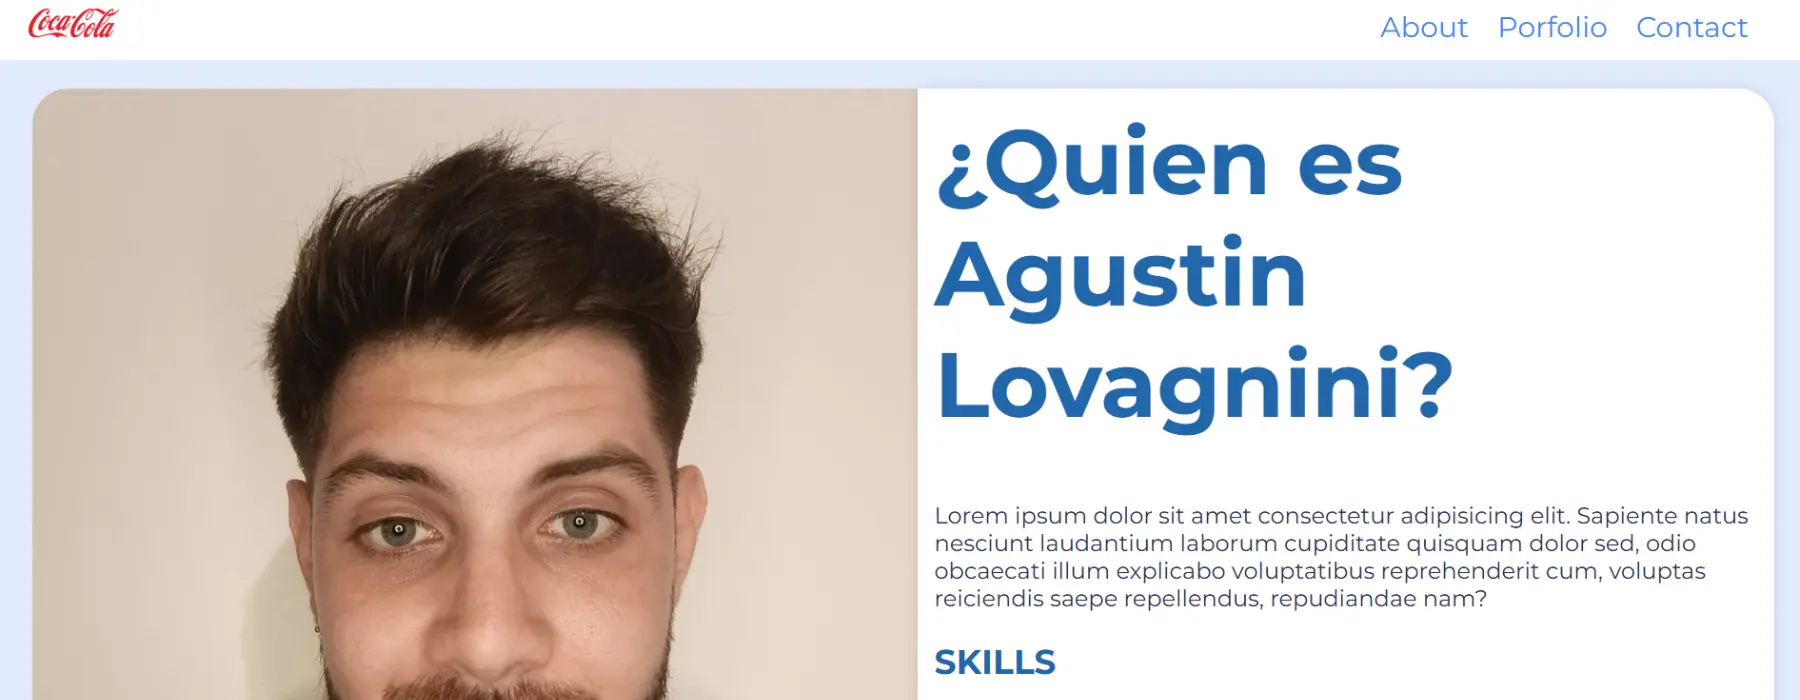 Coca-Cola
About Porfolio Contact
¿Quien es
Agustin
Lovagnini?
Lorem ipsum dolor sit amet consectetur adipisicing elit. Sapiente natus
nesciunt laudantium laborum cupiditate quisquam dolor sed, odio
obcaecati illum explicabo voluptatibus reprehenderit cum, voluptas
reiciendis saepe repellendus, repudiandae nam?
SKILLS